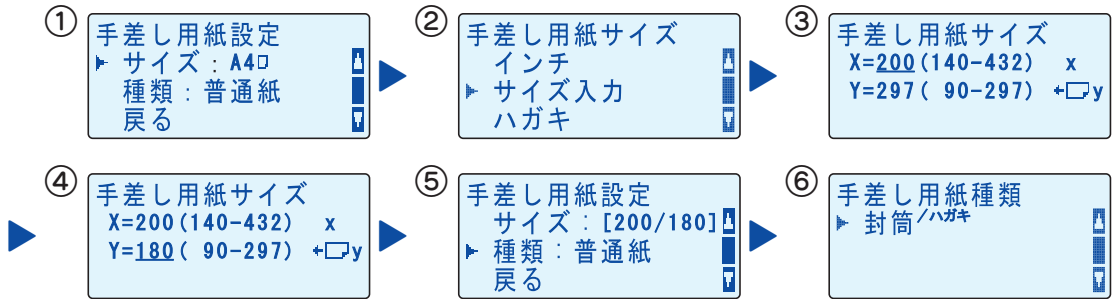 ①
手差し用紙設定
サイズ：A4
種類：普通紙
戻る
②
手差し用紙サイズ
インチ
サイズ入力
ハガキ
③
手差し用紙サイズ
X=200(140-432) x
Y=297( 90-297) y
④
手差し用紙サイズ
X=200(140-432) x
Y=180( 90-297) y
⑤
手差し用紙設定
サイズ：[200/180]
種類：普通紙
戻る
⑥
手差し用紙種類
封筒/ハガキ